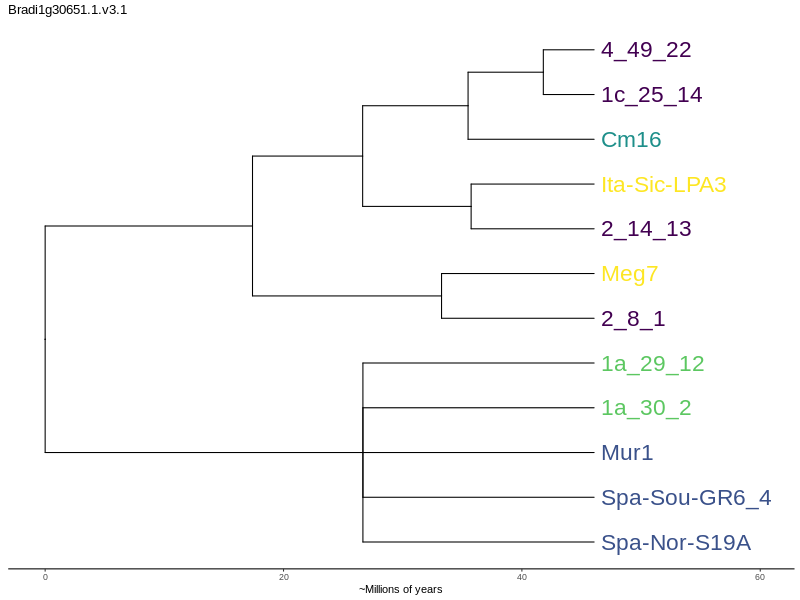 Bradi1g30651.1.v3.1
4_49_22
1c_25_14
Cm16
Ita-Sic-LPA3
2_14_13
Meg7
2_8_1
1a_29_12
1a_30_2
Mur1
Spa-Sou-GR6_4
Spa-Nor-S19A
0 20 40 60
~Millions of years